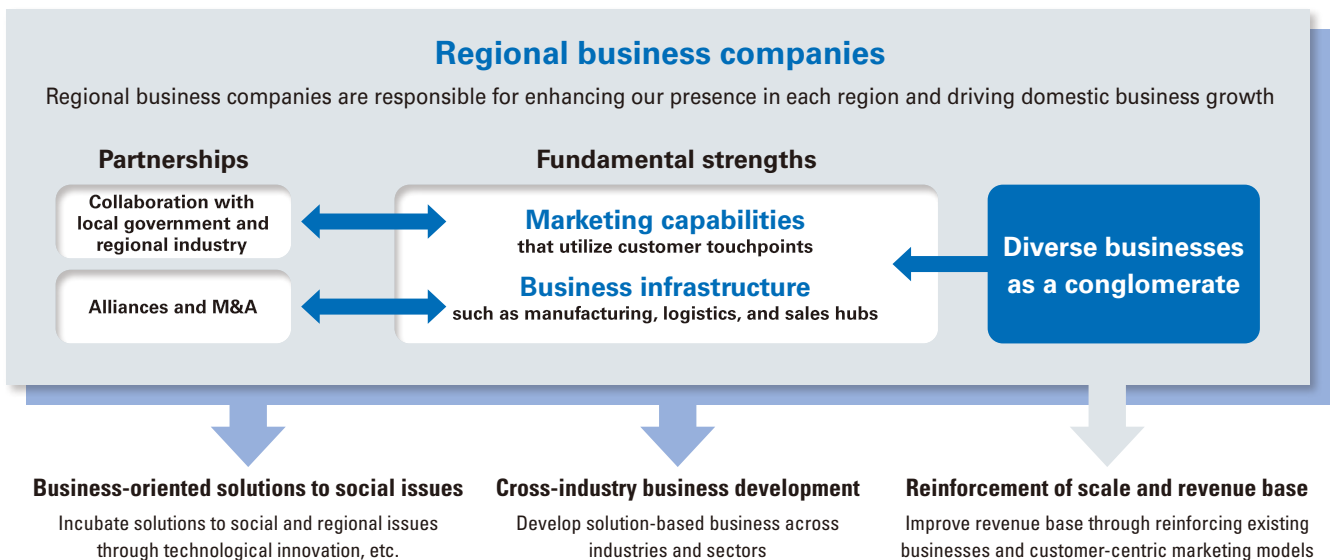 Regional business companies
Regional business companies are responsible for enhancing our presence in each region and driving domestic business growth
Partnerships
Collaboration with
local government and
regional industry
Alliances and M&A
Fundamental strengths
Marketing capabilities
that utilize customer touchpoints
Business infrastructure
such as manufacturing, logistics, and sales hubs
Diverse businesses
as a conglomerate
Business-oriented solutions to social issues
Incubate solutions to social and regional issues
through technological innovation, etc.
Cross-industry business development
Develop solution-based business across
industries and sectors
Reinforcement of scale and revenue base
Improve revenue base through reinforcing existing
businesses and customer-centric marketing models